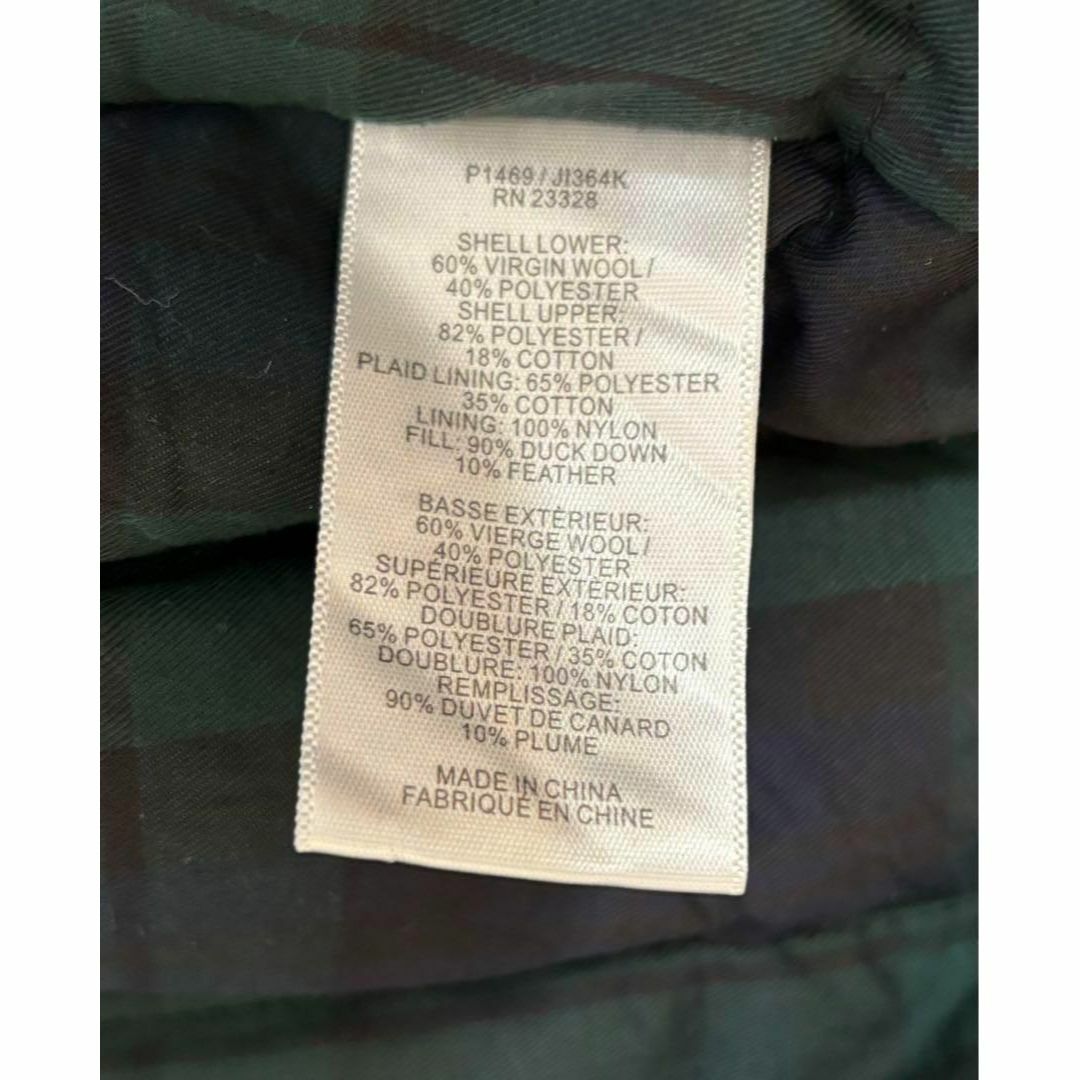 P1469 / JI364K
RN 23328
SHELL LOWER:
60% VIRGIN WOOL /
40% POLYESTER
SHELL UPPER:
82% POLYESTER /
18% COTTON
PLAID LINING: 65% POLYESTER
35% COTTON
LINING: 100% NYLON
FILL: 90% DUCK DOWN
10% FEATHER
BASSE EXTÈRIEUR:
60% VIERGE WOOL /
40% POLYESTER
SUPÉRIEURE EXTÈRIEUR:
82% POLYESTER / 18% COTON
DOUBLURE PLAID:
65% POLYESTER / 35% COTON
DOUBLURE: 100% NYLON
REMPLISSAGE:
90% DUVET DE CANARD
10% PLUME
MADE IN CHINA
FABRIQUÉ EN CHINE